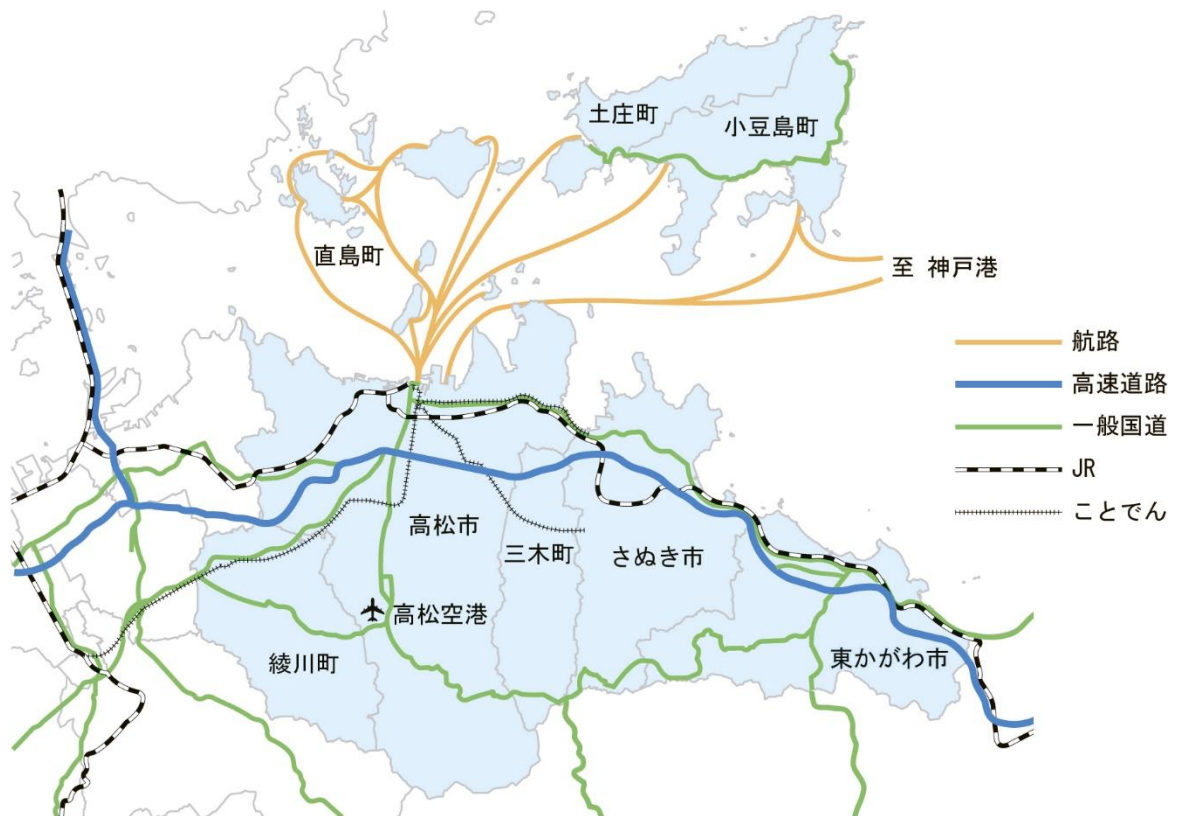 土庄町
小豆島町
直島町
至 神戸港
航路
高速道路
一般国道
JR
ことでん
高松市
三木町
さぬき市
高松空港
綾川町
東かがわ市